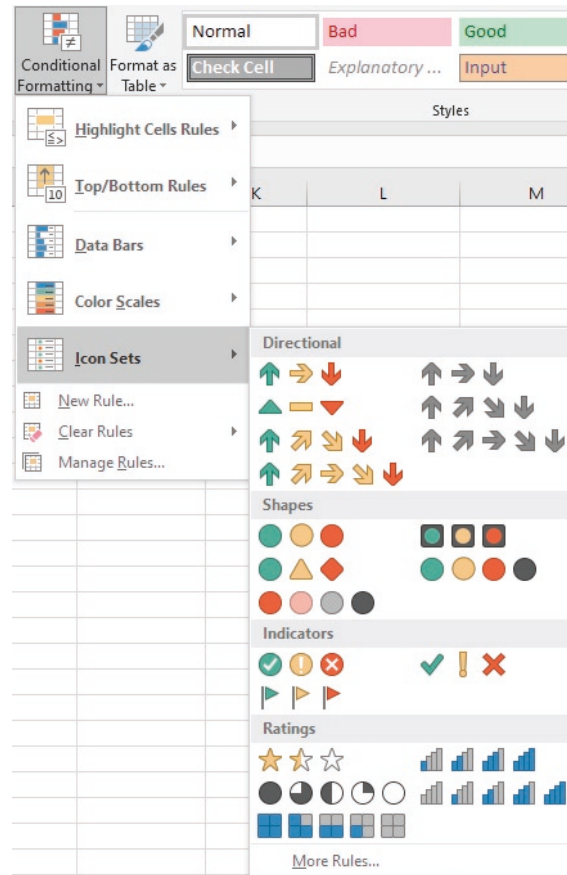 Normal Bad Good
Conditional Formatting Format as Table Check Cell Explanatory ... Input
Styles
Highlight Cells Rules
10 Top/Bottom Rules
K L M
Data Bars
Color Scales
Icon Sets
New Rule...
Clear Rules
Manage Rules...
Directional
Shapes
Indicators
Ratings
More Rules...